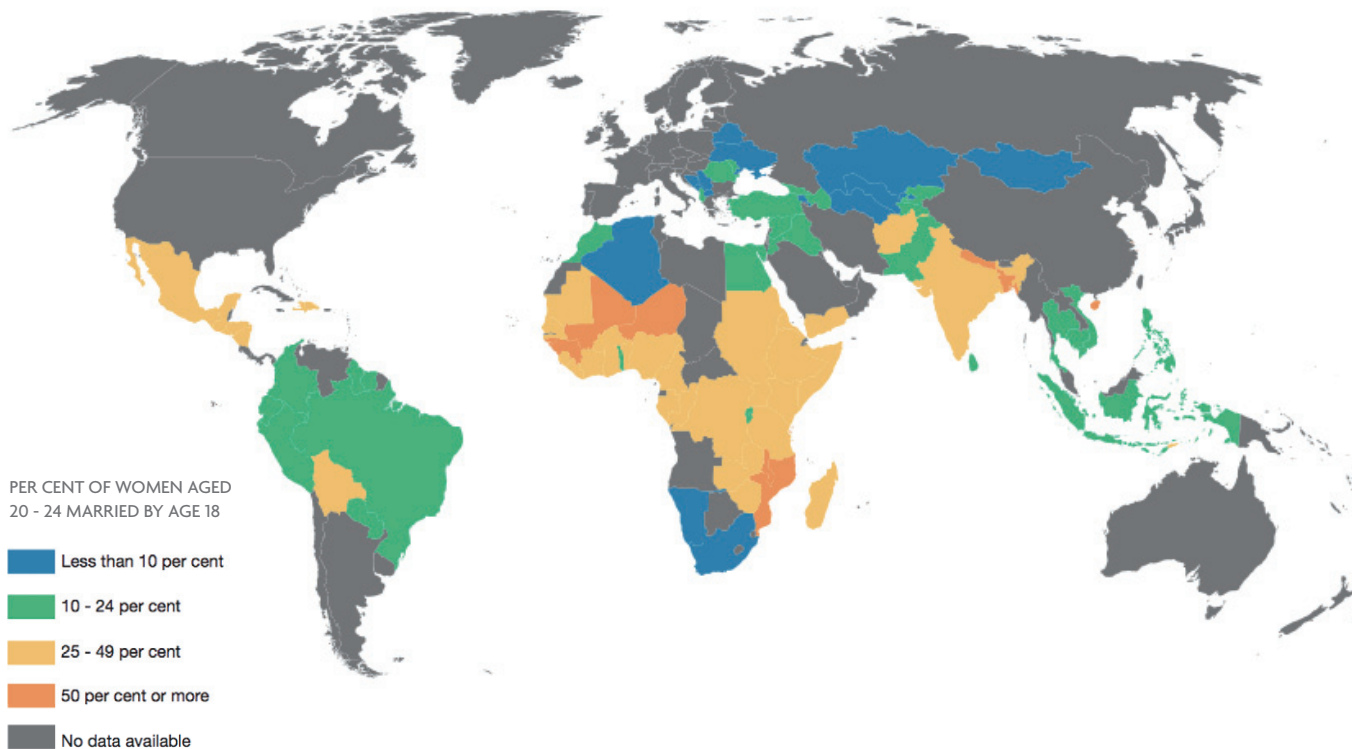 PER CENT OF WOMEN AGED
20 - 24 MARRIED BY AGE 18
Less than 10 per cent
10 - 24 per cent
25 - 49 per cent
50 per cent or more
No data available